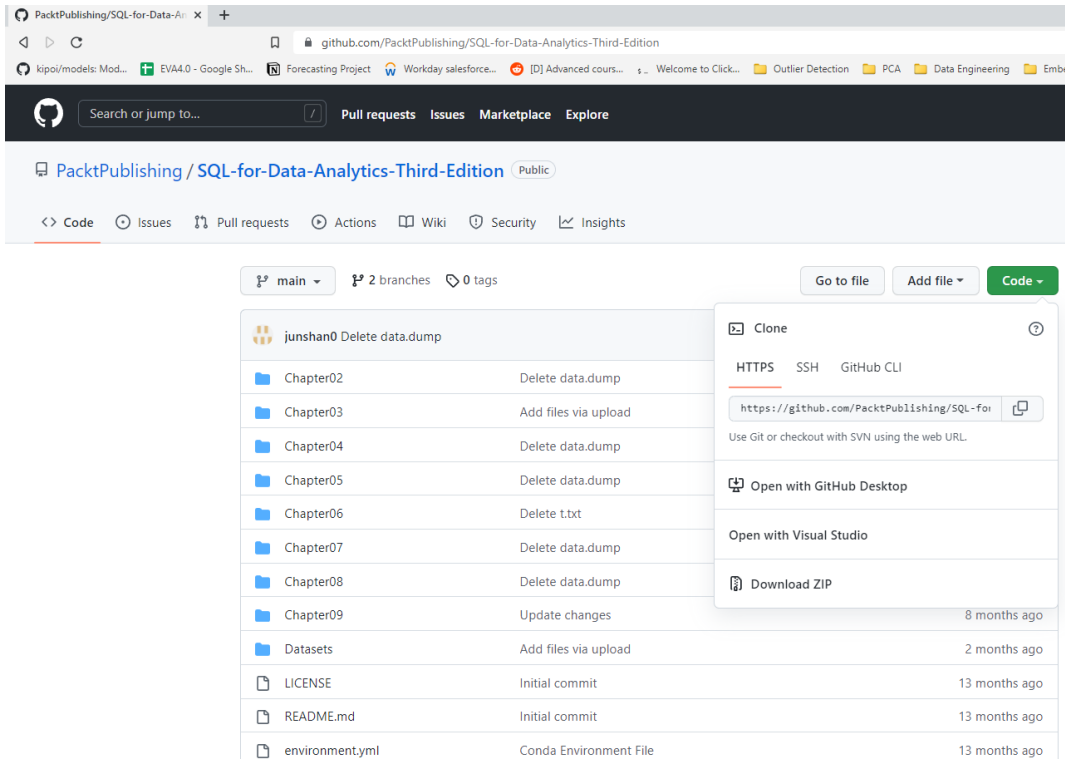 PacktPublishing/SQL-for-Data-An × +
github.com/PacktPublishing/SQL-for-Data-Analytics-Third-Edition
kipoi/models: Mod... EVA4.0 - Google Sh... Forecasting Project Workday salesforce... [D] Advanced cours... Welcome to Click... Outlier Detection PCA Data Engineering Embe
Search or jump to... / Pull requests Issues Marketplace Explore
PacktPublishing / SQL-for-Data-Analytics-Third-Edition Public
<> Code Issues Pull requests Actions Wiki Security Insights
main 2 branches 0 tags Go to file Add file Code
junshan0 Delete data.dump
Clone
HTTPS SSH GitHub CLI
https://github.com/PacktPublishing/SQL-for
Use Git or checkout with SVN using the web URL.
Open with GitHub Desktop
Open with Visual Studio
Download ZIP
Chapter02 Delete data.dump
Chapter03 Add files via upload
Chapter04 Delete data.dump
Chapter05 Delete data.dump
Chapter06 Delete t.txt
Chapter07 Delete data.dump
Chapter08 Delete data.dump
Chapter09 Update changes 8 months ago
Datasets Add files via upload 2 months ago
LICENSE Initial commit 13 months ago
README.md Initial commit 13 months ago
environment.yml Conda Environment File 13 months ago